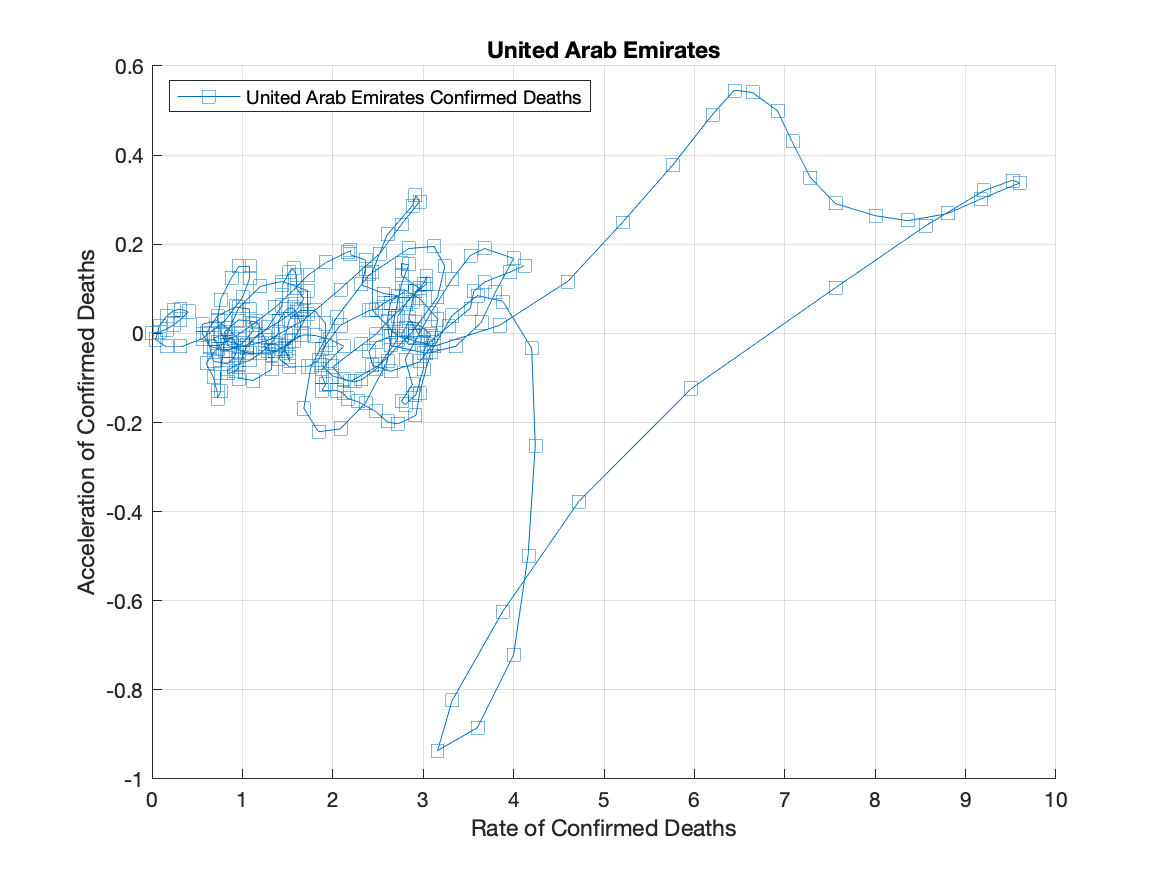 United Arab Emirates
United Arab Emirates Confirmed Deaths
Acceleration of Confirmed Deaths
0.6
0.4
0.2
0
-0.2
-0.4
-0.6
-0.8
-1
0 1 2 3 4 5 6 7 8 9 10
Rate of Confirmed Deaths